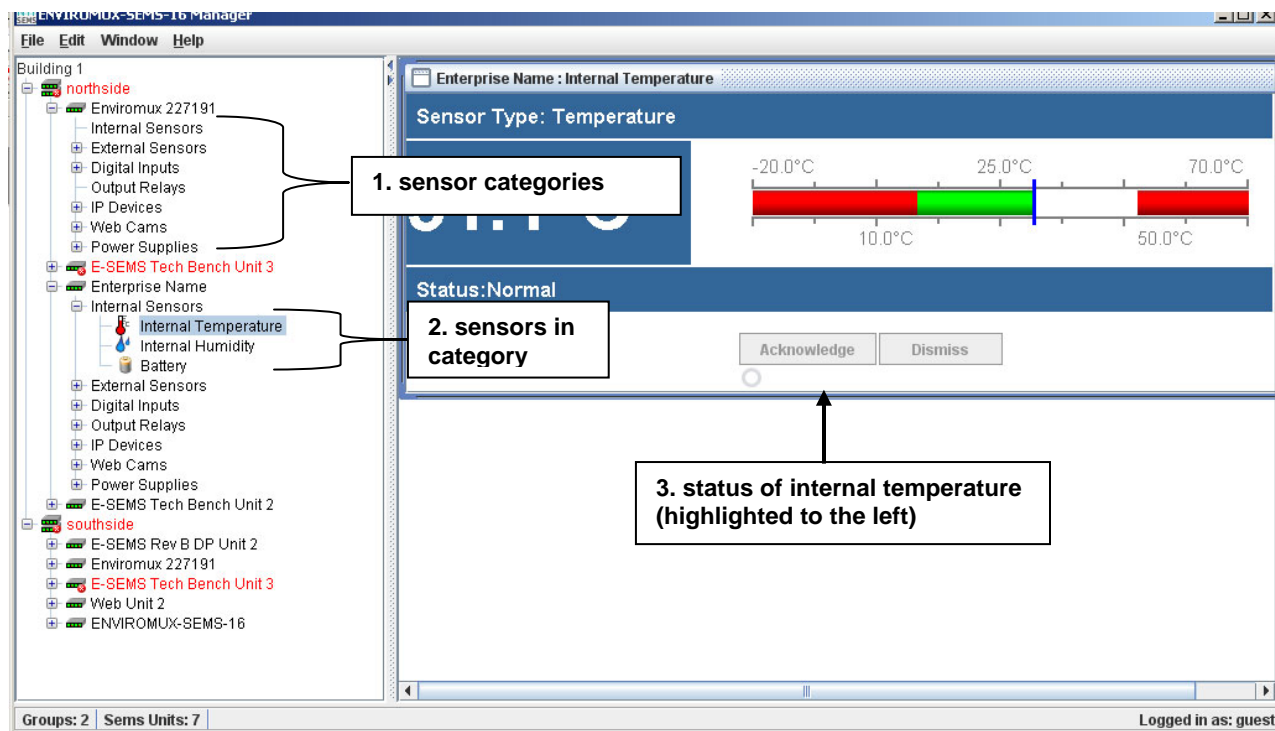 ENVIROMUX-SEMS-16 Manager
File Edit Window Help
Building 1
northside
Enviromux 227191
Internal Sensors
External Sensors
Digital Inputs
Output Relays
IP Devices
Web Cams
Power Supplies
E-SEMS Tech Bench Unit 3
Enterprise Name
Internal Sensors
Internal Temperature
Internal Humidity
Battery
External Sensors
Digital Inputs
Output Relays
IP Devices
Web Cams
Power Supplies
E-SEMS Tech Bench Unit 2
southside
E-SEMS Rev B DP Unit 2
Enviromux 227191
E-SEMS Tech Bench Unit 3
Web Unit 2
ENVIROMUX-SEMS-16
Enterprise Name : Internal Temperature
Sensor Type: Temperature
-20.0°C 25.0°C 70.0°C
10.0°C 50.0°C
Status:Normal
Acknowledge Dismiss
1. sensor categories
2. sensors in
category
3. status of internal temperature
(highlighted to the left)
Groups: 2 Sems Units: 7 Logged in as: guest